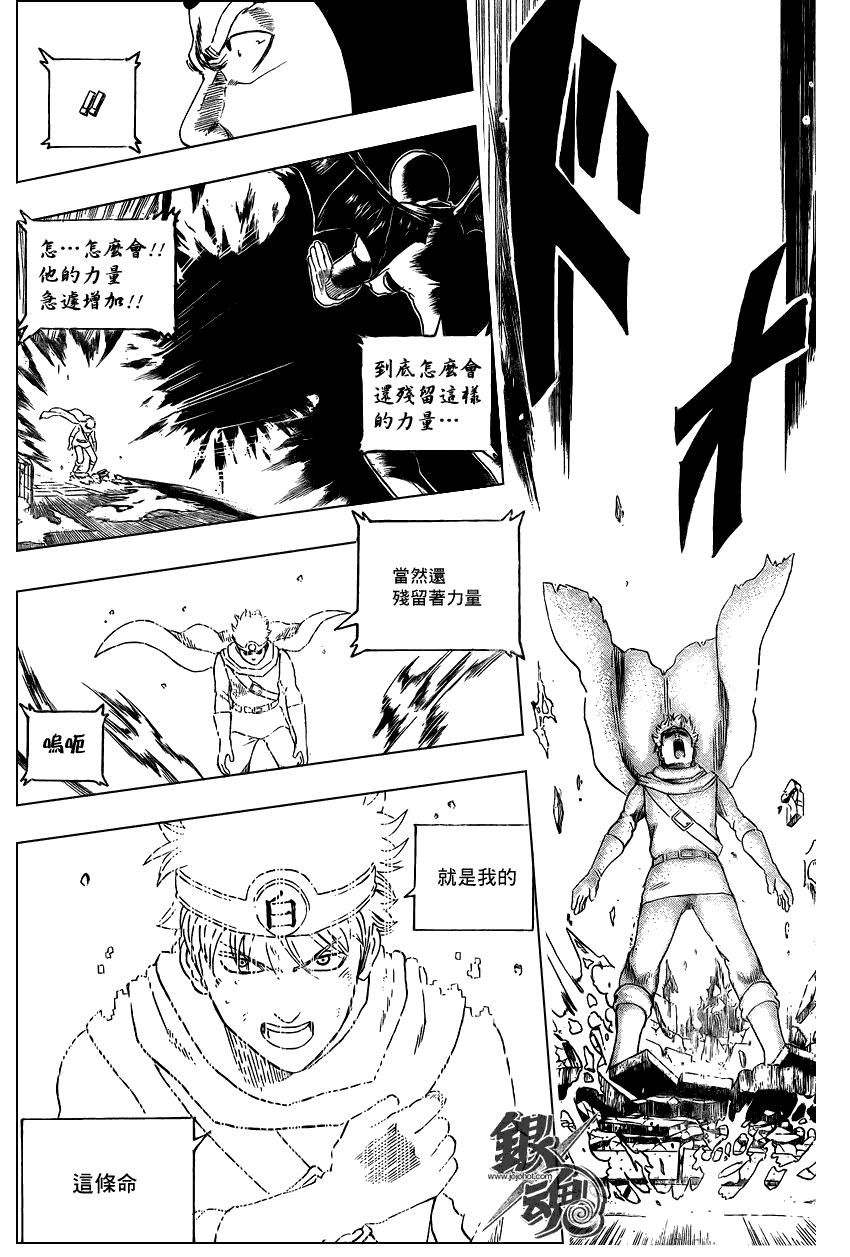 ドオ
!!
怎…怎麼會!!
他的力量
急遽增加!!
到底怎麼會
還殘留這樣
的力量…
當然還
殘留著力量
嗚呃
就是我的
白
這條命
銀魂
www.jojohot.com